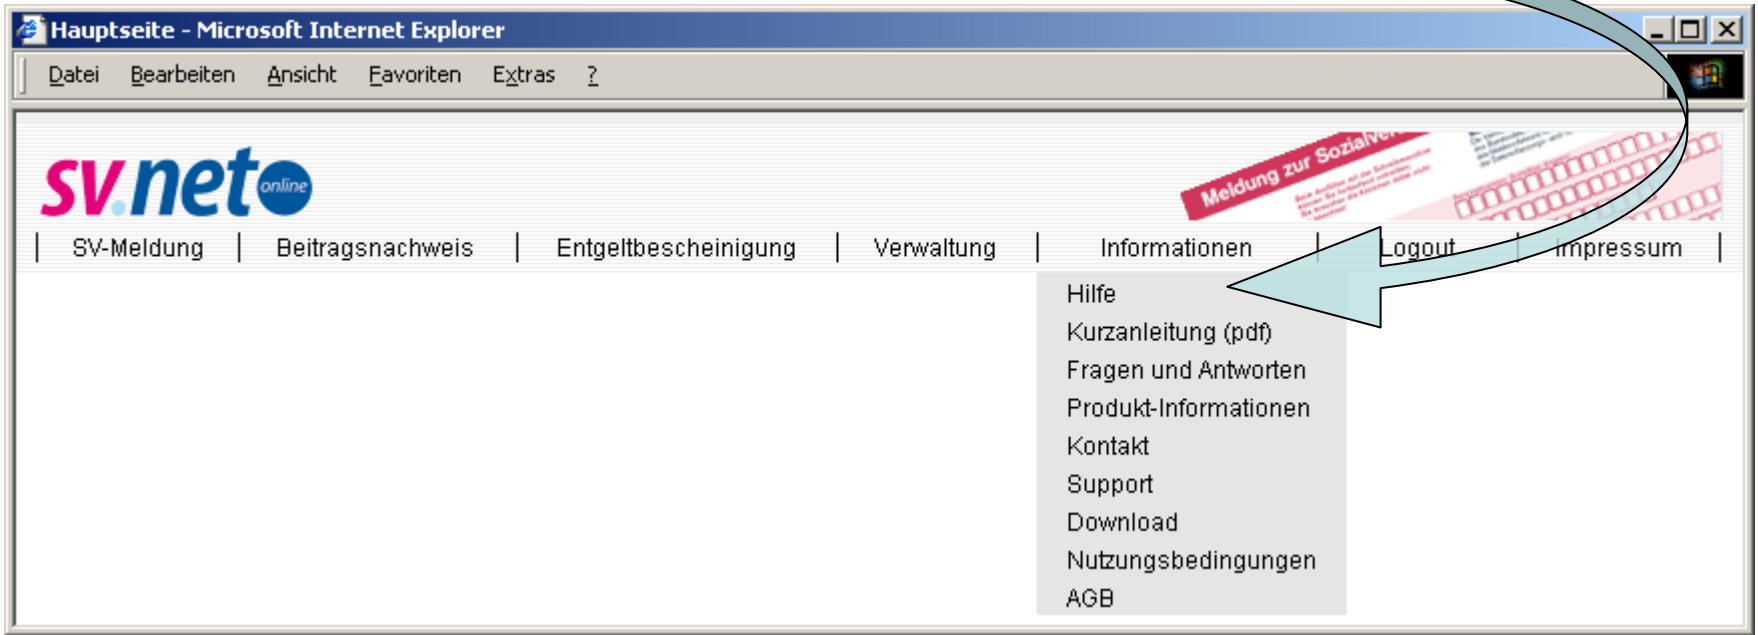 Hauptseite - Microsoft Internet Explorer
Datei Bearbeiten Ansicht Favoriten Extras ?
sv.net online
Meldung zur
SV-Meldung | Beitragsnachweis | Entgeltbescheinigung | Verwaltung | Informationen | Logout | Impressum |
Hilfe
Kurzanleitung (pdf)
Fragen und Antworten
Produkt-Informationen
Kontakt
Support
Download
Nutzungsbedingungen
AGB